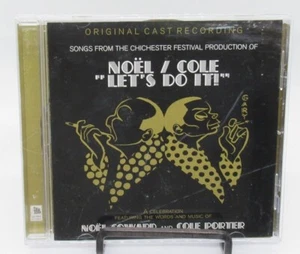 ORIGINAL CAST RECORDING
SONGS FROM THE CHICHESTER FESTIVAL PRODUCTION OF
NOËL / COLE
"LET'S DO IT!"
GARY
A CELEBRATION
FEATURING THE WORDS AND MUSIC OF
NOËL COWARD AND COLE PORTER